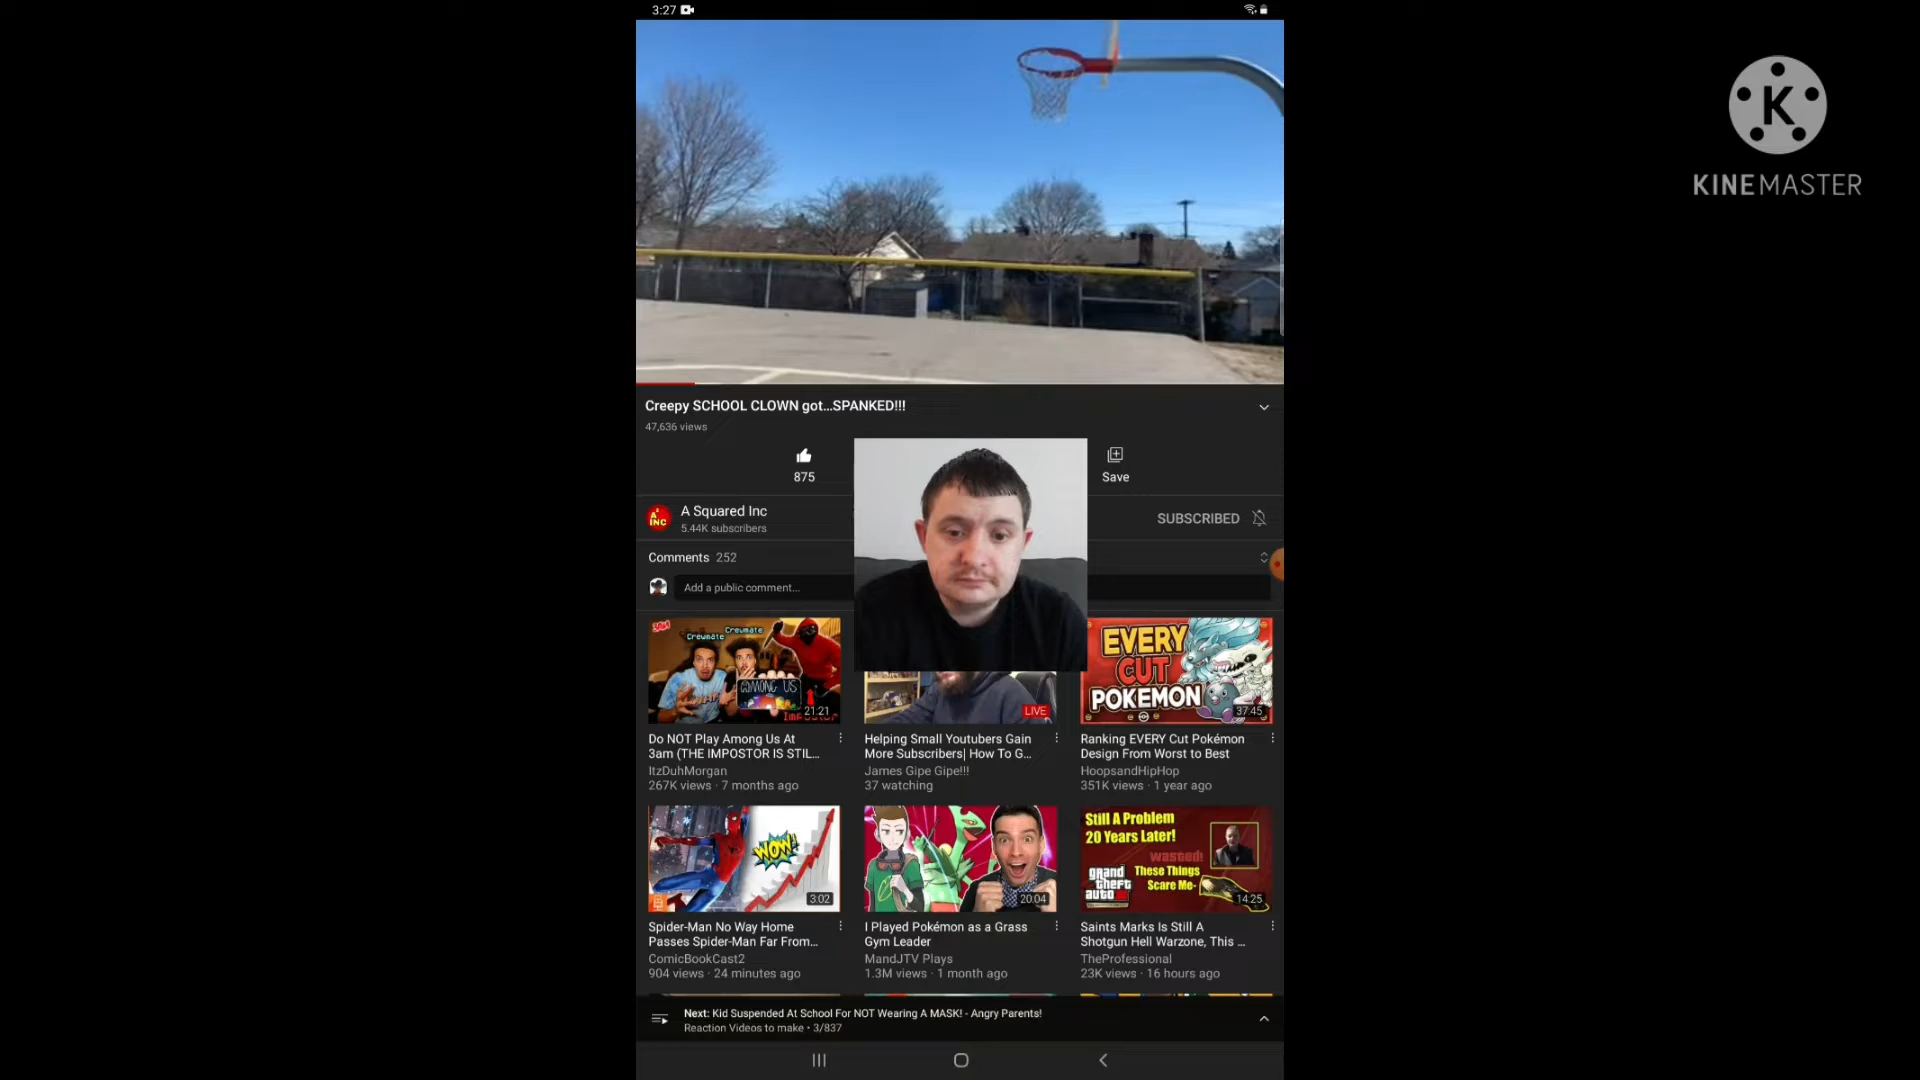 3:27
KINEMASTER
Creepy SCHOOL CLOWN got...SPANKED!!!
47,636 views
875
Save
A Squared Inc
5.44K subscribers
SUBSCRIBED
Comments 252
Add a public comment...
Crewmate Crewmate
AMONG US
21:21
LIVE
EVERY
CUT
POKEMON
37:45
Do NOT Play Among Us At
3am (THE IMPOSTOR IS STIL...
ItzDuhMorgan
267K views · 7 months ago
Helping Small Youtubers Gain
More Subscribers| How To G...
James Gipe Gipe!!!
37 watching
Ranking EVERY Cut Pokémon
Design From Worst to Best
HoopsandHipHop
351K views · 1 year ago
WOW!
3:02
20:04
Still A Problem
20 Years Later!
wasted!
These Things
Scare Me-
grand
theft
auto
14:25
Spider-Man No Way Home
Passes Spider-Man Far From...
ComicBookCast2
904 views · 24 minutes ago
I Played Pokémon as a Grass
Gym Leader
MandJTV Plays
1.3M views · 1 month ago
Saints Marks Is Still A
Shotgun Hell Warzone, This ...
TheProfessional
23K views · 16 hours ago
Next: Kid Suspended At School For NOT Wearing A MASK! - Angry Parents!
Reaction Videos to make • 3/837